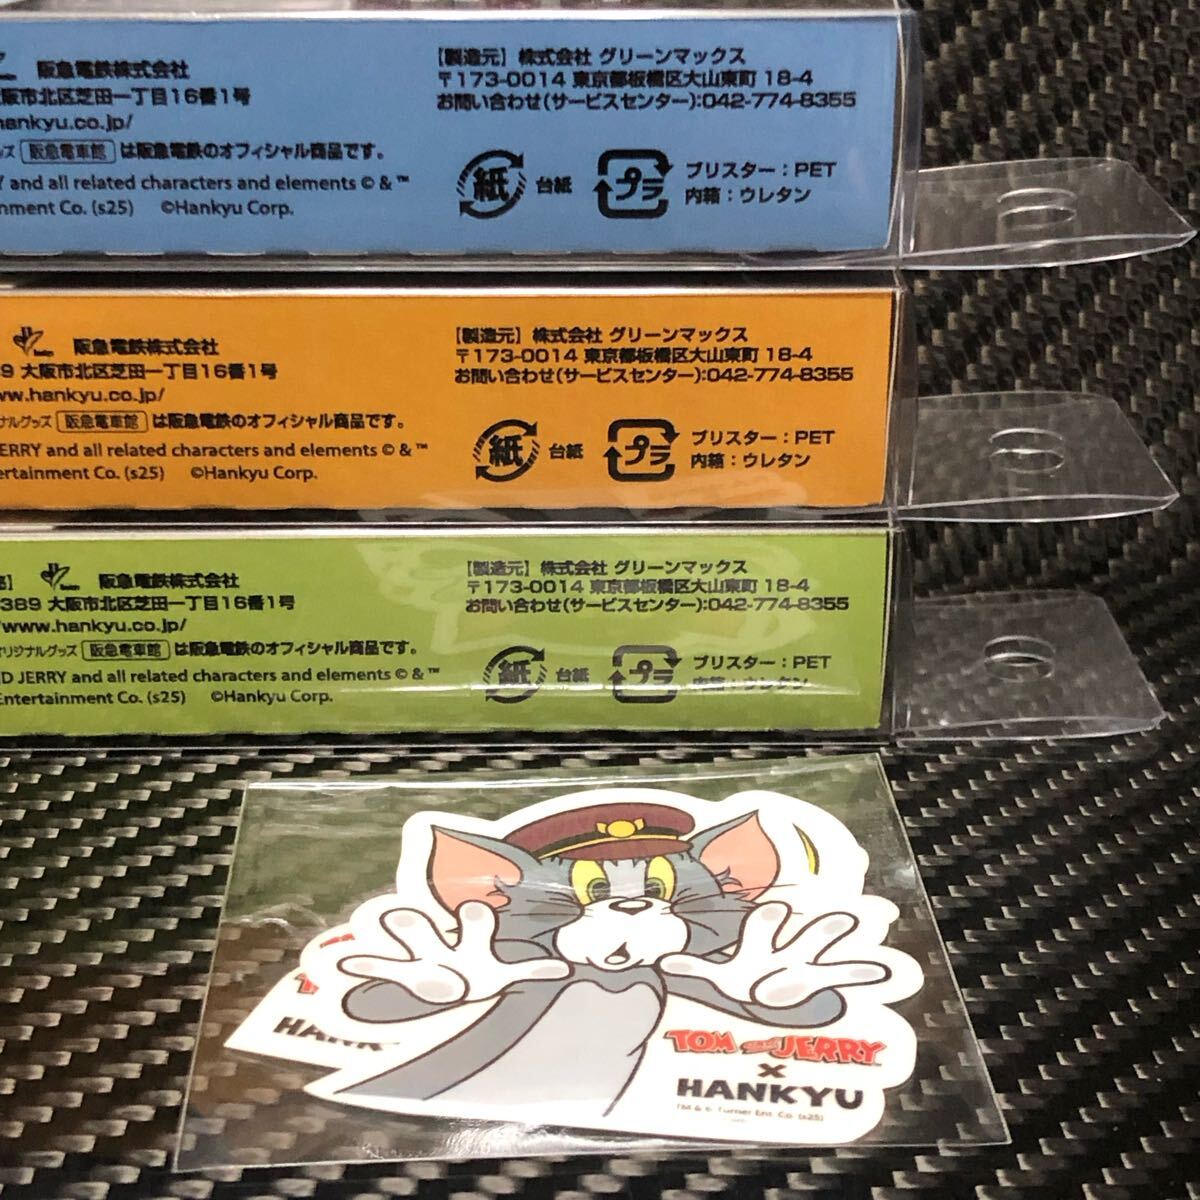 阪急電鉄株式会社
大阪市北区芝田一丁目16番1号
hankyu.co.jp/
阪急電車館 は阪急電鉄のオフィシャル商品です。
and all related characters and elements © & ™
Co. (s25) ©Hankyu Corp.
【製造元】株式会社 グリーンマックス
〒173-0014 東京都板橋区大山東町 18-4
お問い合わせ(サービスセンター):042-774-8355
紙 台紙
プラ
ブリスター：PET
内箱：ウレタン
阪急電鉄株式会社
大阪市北区芝田一丁目16番1号
www.hankyu.co.jp/
ナルグッズ 阪急電車館 は阪急電鉄のオフィシャル商品です。
JERRY and all related characters and elements © & ™
ertainment Co. (s25) ©Hankyu Corp.
【製造元】株式会社 グリーンマックス
〒173-0014 東京都板橋区大山東町 18-4
お問い合わせ(サービスセンター):042-774-8355
紙 台紙
プラ
ブリスター：PET
内箱：ウレタン
阪急電鉄株式会社
389 大阪市北区芝田一丁目16番1号
/www.hankyu.co.jp/
オリジナルグッズ 阪急電車館 は阪急電鉄のオフィシャル商品です。
D JERRY and all related characters and elements © & ™
Entertainment Co. (s25) ©Hankyu Corp.
【製造元】株式会社 グリーンマックス
〒173-0014 東京都板橋区大山東町 18-4
お問い合わせ(サービスセンター):042-774-8355
紙 台紙
プラ
ブリスター：PET
内箱：ウレタン
HANK
TOM AND JERRY
×
HANKYU
TM & © Turner Ent. Co. (s25)